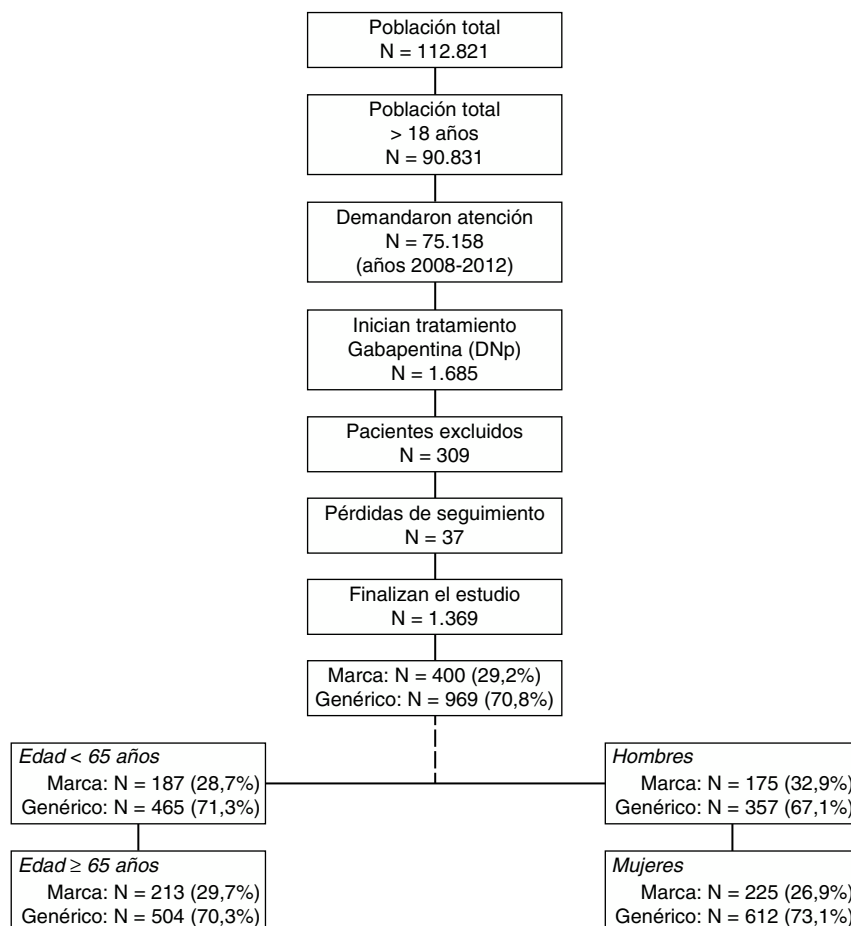 Población total
N = 112.821
Población total
> 18 años
N = 90.831
Demandaron atención
N = 75.158
(años 2008-2012)
Inician tratamiento
Gabapentina (DNp)
N = 1.685
Pacientes excluidos
N = 309
Pérdidas de seguimiento
N = 37
Finalizan el estudio
N = 1.369
Marca: N = 400 (29,2%)
Genérico: N = 969 (70,8%)
Edad < 65 años
Marca: N = 187 (28,7%)
Genérico: N = 465 (71,3%)
Edad ≥ 65 años
Marca: N = 213 (29,7%)
Genérico: N = 504 (70,3%)
Hombres
Marca: N = 175 (32,9%)
Genérico: N = 357 (67,1%)
Mujeres
Marca: N = 225 (26,9%)
Genérico: N = 612 (73,1%)